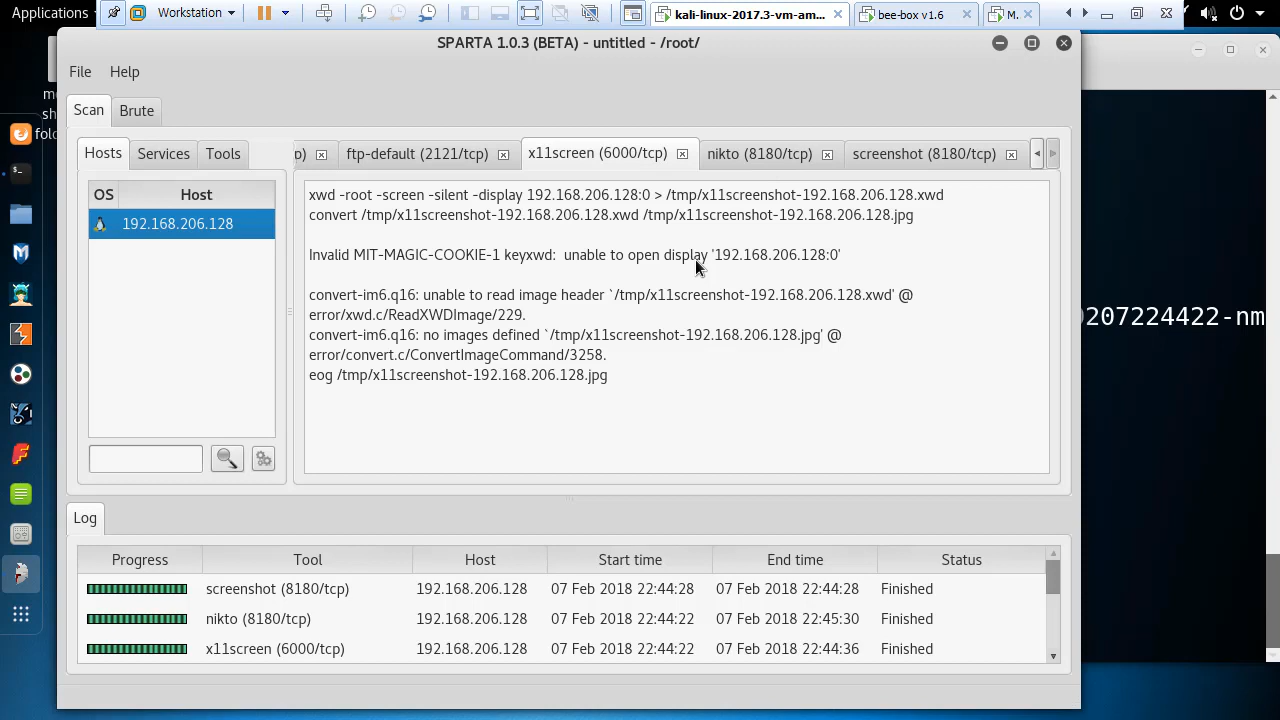 Applications
Workstation
kali-linux-2017.3-vm-am...
bee-box v1.6
M.
SPARTA 1.0.3 (BETA) - untitled - /root/
File Help
Scan Brute
Hosts Services Tools
p) ftp-default (2121/tcp) x11screen (6000/tcp) nikto (8180/tcp) screenshot (8180/tcp)
OS Host
192.168.206.128
xwd -root -screen -silent -display 192.168.206.128:0 > /tmp/x11screenshot-192.168.206.128.xwd
convert /tmp/x11screenshot-192.168.206.128.xwd /tmp/x11screenshot-192.168.206.128.jpg
Invalid MIT-MAGIC-COOKIE-1 keyxwd:  unable to open display '192.168.206.128:0'
convert-im6.q16: unable to read image header `/tmp/x11screenshot-192.168.206.128.xwd' @
error/xwd.c/ReadXWDImage/229.
convert-im6.q16: no images defined `/tmp/x11screenshot-192.168.206.128.jpg' @
error/convert.c/ConvertImageCommand/3258.
eog /tmp/x11screenshot-192.168.206.128.jpg
0207224422-nm
Log
Progress Tool Host Start time End time Status
screenshot (8180/tcp) 192.168.206.128 07 Feb 2018 22:44:28 07 Feb 2018 22:44:28 Finished
nikto (8180/tcp) 192.168.206.128 07 Feb 2018 22:44:22 07 Feb 2018 22:45:30 Finished
x11screen (6000/tcp) 192.168.206.128 07 Feb 2018 22:44:22 07 Feb 2018 22:44:36 Finished